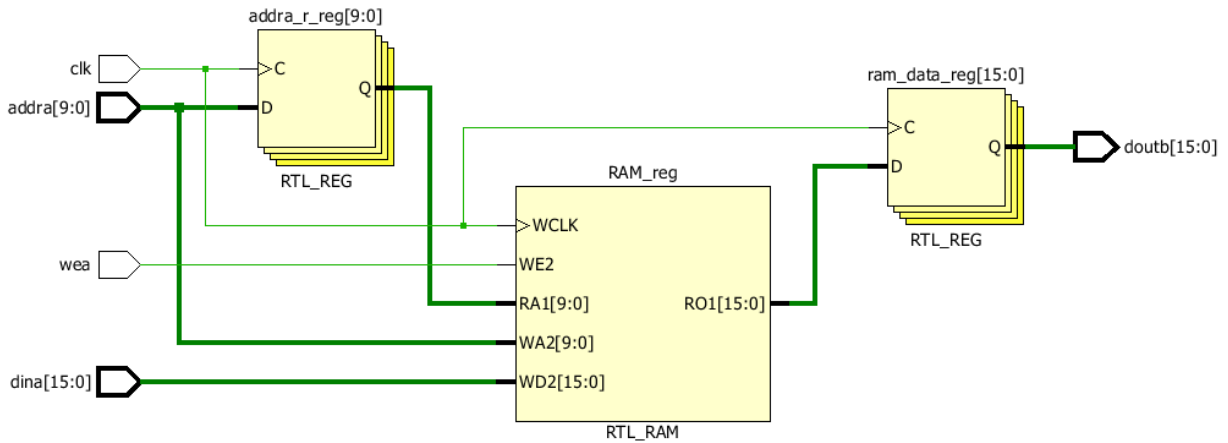 addra_r_reg[9:0]
clk
C
Q
addra[9:0]
D
RTL_REG
ram_data_reg[15:0]
C
Q
doutb[15:0]
D
RTL_REG
RAM_reg
WCLK
wea
WE2
RA1[9:0]
RO1[15:0]
WA2[9:0]
dina[15:0]
WD2[15:0]
RTL_RAM